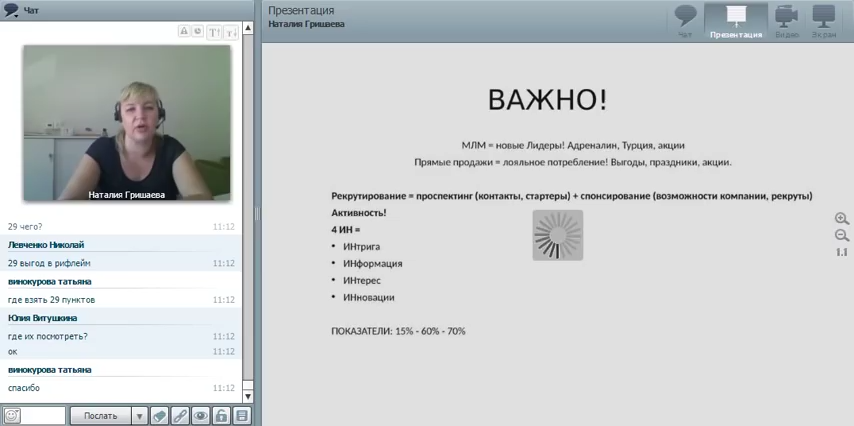 Чат
Наталия Гришаева
29 чего?
11:12
Левченко Николай
29 выгод в рифлейм
11:12
винокурова татьяна
где взять 29 пунктов
11:12
Юлия Витушкина
где их посмотреть?
11:12
ок
11:12
винокурова татьяна
спасибо
11:12
Послать
Презентация
Наталия Гришаева
Чат
Презентация
Видео
Экран
ВАЖНО!
МЛМ = новые Лидеры! Адреналин, Турция, акции
Прямые продажи = лояльное потребление! Выгоды, праздники, акции.
Рекрутирование = проспектинг (контакты, стартеры) + спонсирование (возможности компании, рекруты)
Активность!
4 ИН =
• ИНтрига
• ИНформация
• ИНтерес
• ИНновации
ПОКАЗАТЕЛИ: 15% - 60% - 70%
1.1